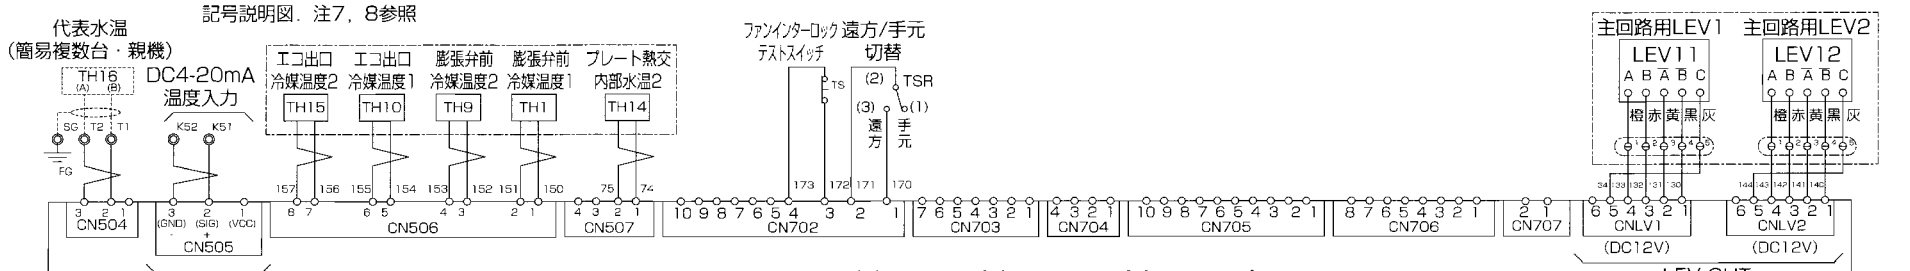 記号説明図．注7，8参照
代表水温
(簡易複数台・親機)
TH16
(A) (B)
SG T2 T1
FG
DC4-20mA
温度入力
K52 K51
エコ出口
冷媒温度2
TH15
エコ出口
冷媒温度1
TH10
膨張弁前
冷媒温度2
TH9
膨張弁前
冷媒温度1
TH1
プレート熱交
内部水温2
TH14
ファンインターロック
テストスイッチ
TS
遠方/手元
切替
(2) TSR
(3) (1)
遠方
手元
主回路用LEV1
LEV11
A B A̅ B̅ C
橙 赤 黄 黒 灰
1 2 3 4 5
主回路用LEV2
LEV12
A B A̅ B̅ C
橙 赤 黄 黒 灰
1 2 3 4 5
157 156 155 154 153 152 151 150 75 74 173 172 171 170 134 133 132 131 130 144 143 142 141 140
3 2 1
CN504
3 2 1
(GND) (SIG) (VCC)
- +
CN505
8 7 6 5 4 3 2 1
CN506
4 3 2 1
CN507
10 9 8 7 6 5 4 3 2 1
CN702
7 6 5 4 3 2 1
CN703
4 3 2 1
CN704
10 9 8 7 6 5 4 3 2 1
CN705
8 7 6 5 4 3 2 1
CN706
2 1
CN707
6 5 4 3 2 1
CNLV1
(DC12V)
6 5 4 3 2 1
CNLV2
(DC12V)
LEV OUT